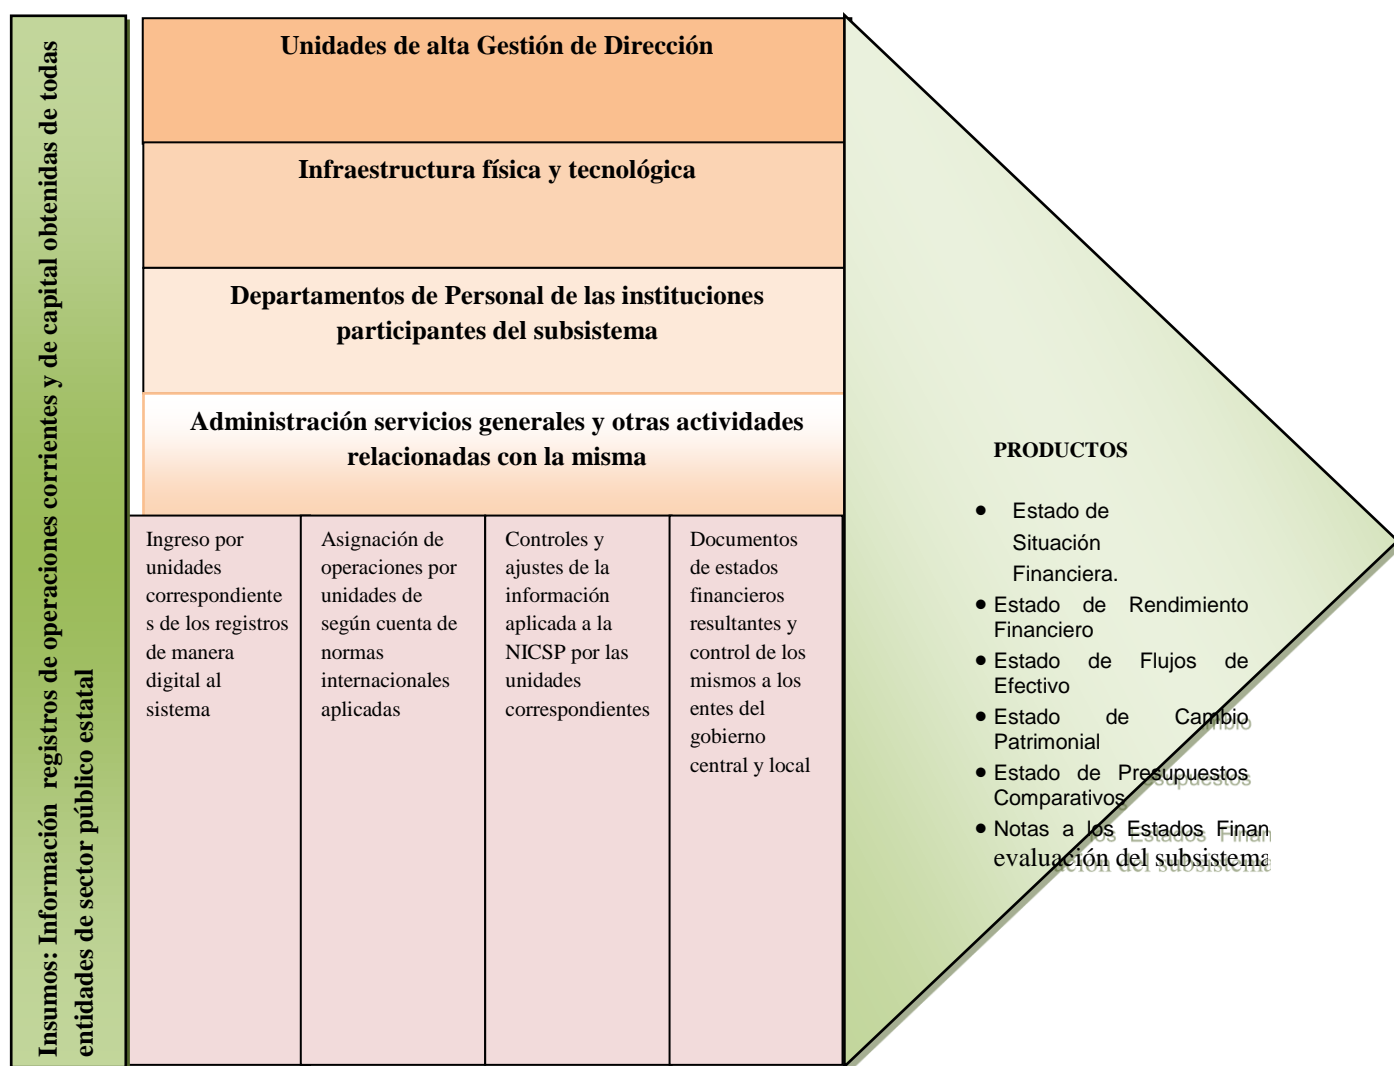 Insumos: Información registros de operaciones corrientes y de capital obtenidas de todas
entidades de sector público estatal
Unidades de alta Gestión de Dirección
Infraestructura física y tecnológica
Departamentos de Personal de las instituciones
participantes del subsistema
Administración servicios generales y otras actividades
relacionadas con la misma
Ingreso por
unidades
correspondiente
s de los registros
de manera
digital al
sistema
Asignación de
operaciones por
unidades de
según cuenta de
normas
internacionales
aplicadas
Controles y
ajustes de la
información
aplicada a la
NICSP por las
unidades
correspondientes
Documentos
de estados
financieros
resultantes y
control de los
mismos a los
entes del
gobierno
central y local
PRODUCTOS
• Estado de
Situación
Financiera.
• Estado de Rendimiento
Financiero
• Estado de Flujos de
Efectivo
• Estado de Cambio
Patrimonial
• Estado de Presupuestos
Comparativos
• Notas a los Estados Finan
evaluación del subsistema